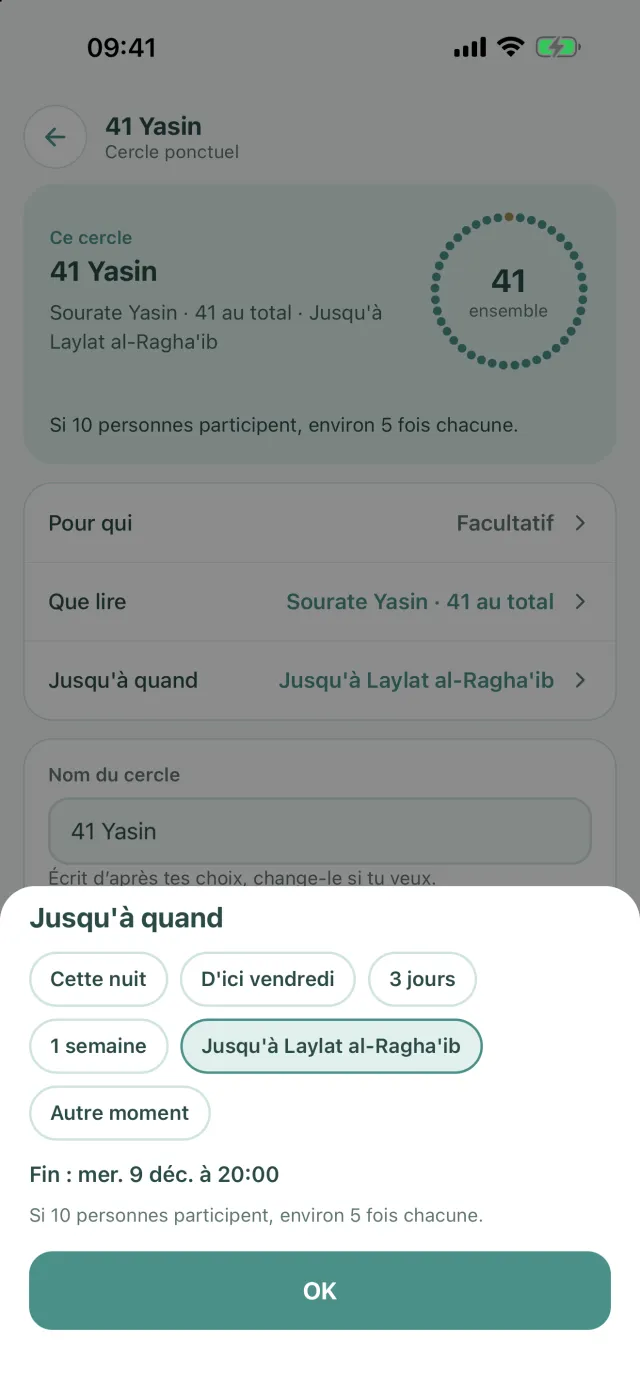 09:41
41 Yasin
Cercle ponctuel
Ce cercle
41 Yasin
Sourate Yasin · 41 au total · Jusqu'à
Laylat al-Ragha'ib
41
ensemble
Si 10 personnes participent, environ 5 fois chacune.
Pour qui
Facultatif
Que lire
Sourate Yasin · 41 au total
Jusqu'à quand
Jusqu'à Laylat al-Ragha'ib
Nom du cercle
41 Yasin
Écrit d’après tes choix, change-le si tu veux.
Jusqu'à quand
Cette nuit
D'ici vendredi
3 jours
1 semaine
Jusqu'à Laylat al-Ragha'ib
Autre moment
Fin : mer. 9 déc. à 20:00
Si 10 personnes participent, environ 5 fois chacune.
OK